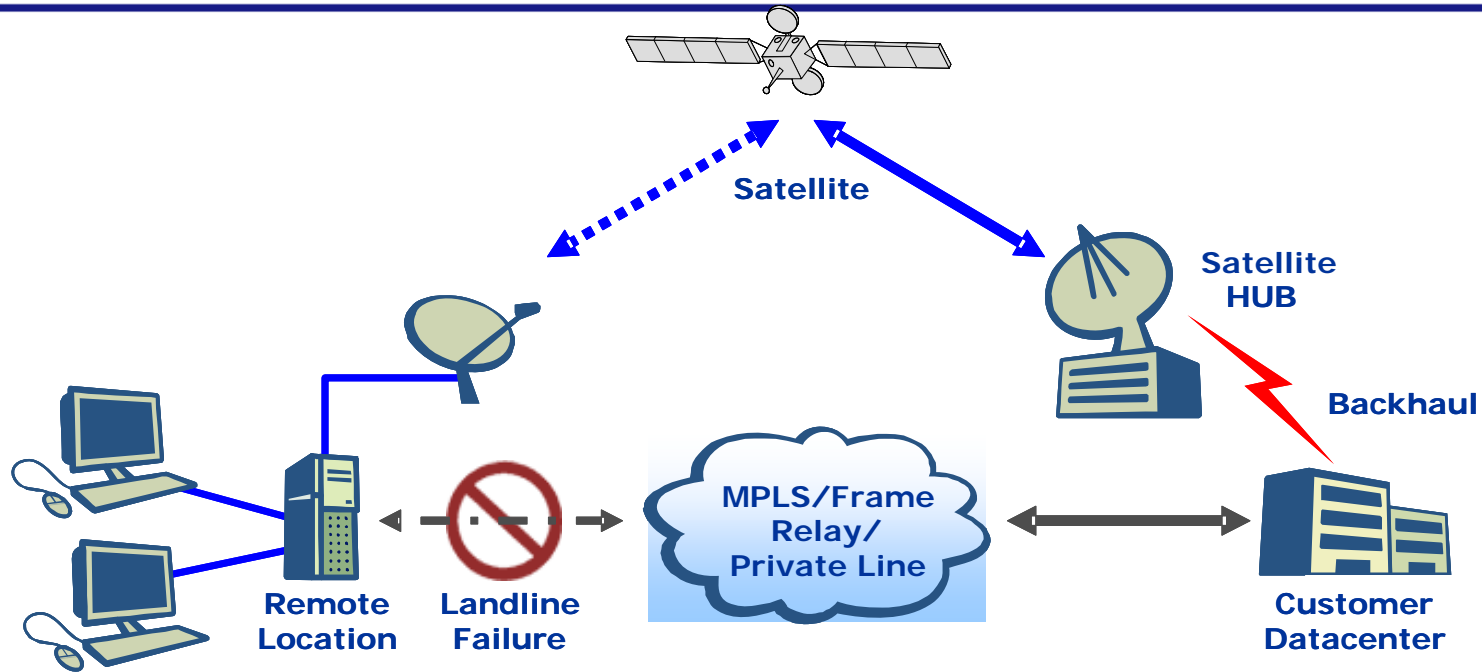 Satellite
Satellite
HUB
Backhaul
MPLS/Frame
Relay/
Private Line
Remote
Location
Landline
Failure
Customer
Datacenter